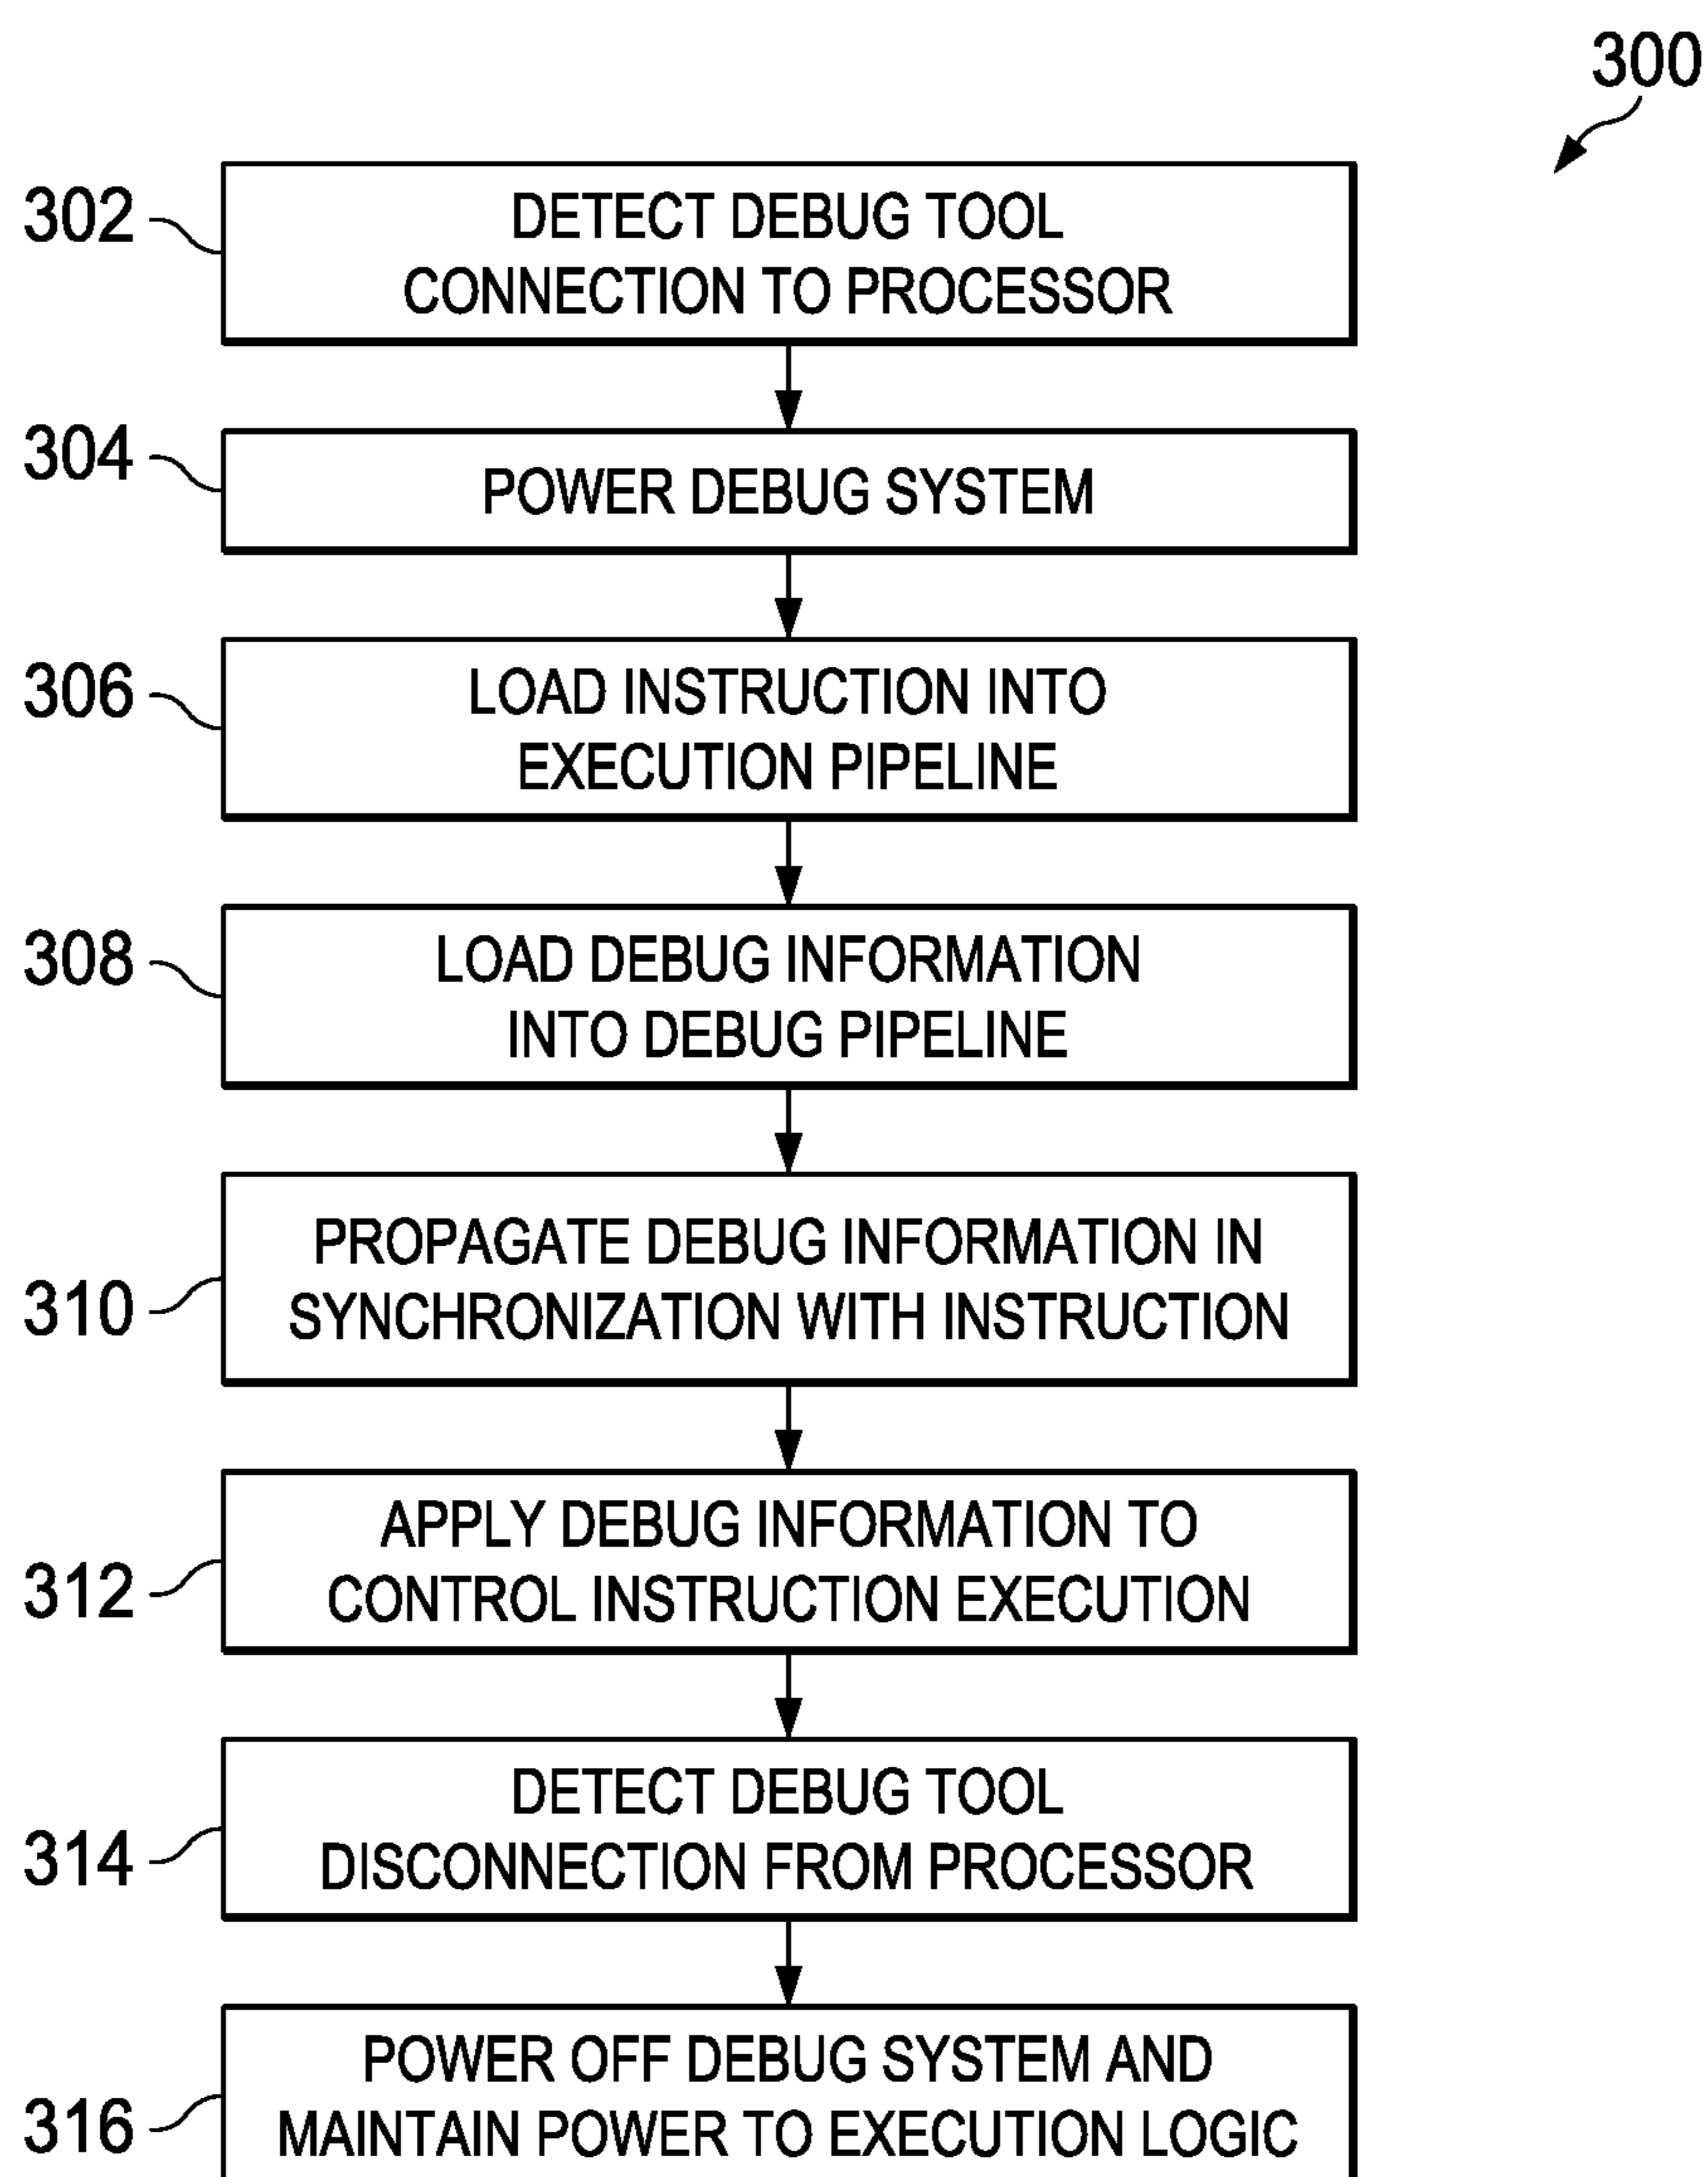 300
302
DETECT DEBUG TOOL
CONNECTION TO PROCESSOR
304
POWER DEBUG SYSTEM
306
LOAD INSTRUCTION INTO
EXECUTION PIPELINE
308
LOAD DEBUG INFORMATION
INTO DEBUG PIPELINE
310
PROPAGATE DEBUG INFORMATION IN
SYNCHRONIZATION WITH INSTRUCTION
312
APPLY DEBUG INFORMATION TO
CONTROL INSTRUCTION EXECUTION
314
DETECT DEBUG TOOL
DISCONNECTION FROM PROCESSOR
316
POWER OFF DEBUG SYSTEM AND
MAINTAIN POWER TO EXECUTION LOGIC